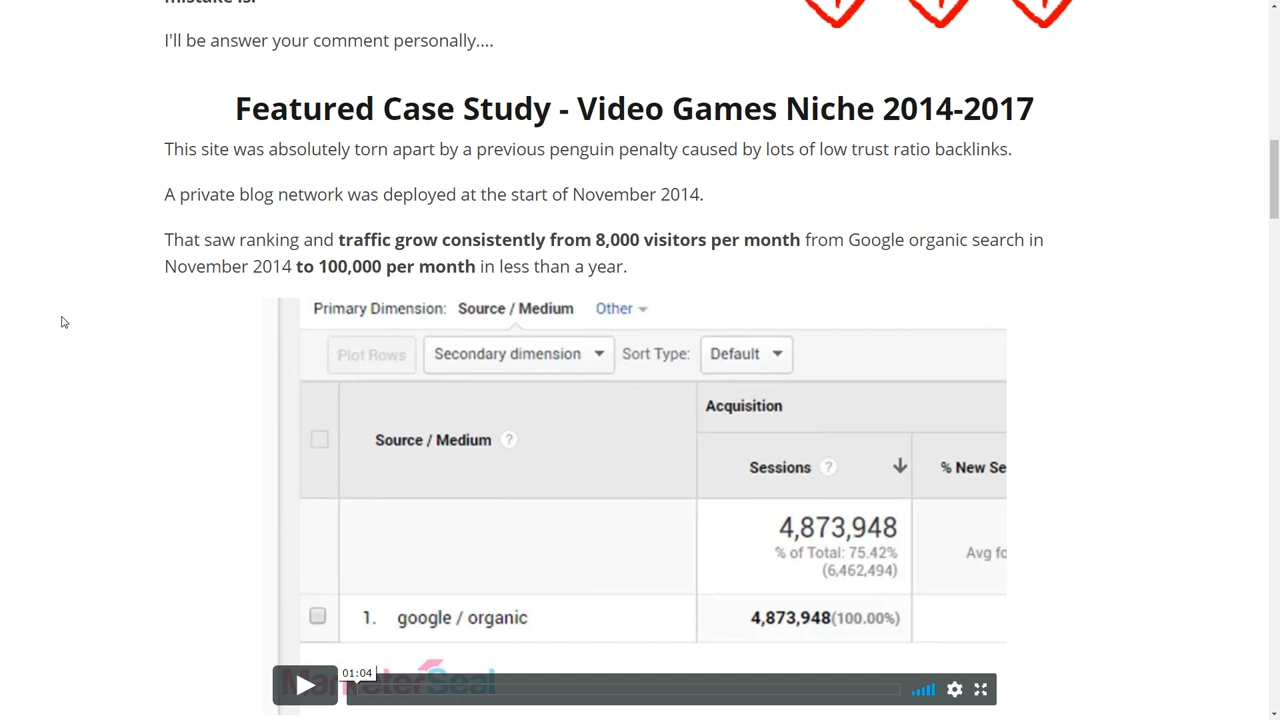 mistake is:
I'll be answer your comment personally....
Featured Case Study - Video Games Niche 2014-2017
This site was absolutely torn apart by a previous penguin penalty caused by lots of low trust ratio backlinks.
A private blog network was deployed at the start of November 2014.
That saw ranking and traffic grow consistently from 8,000 visitors per month from Google organic search in
November 2014 to 100,000 per month in less than a year.
Primary Dimension: Source / Medium Other
Plot Rows Secondary dimension Sort Type: Default
Acquisition
Source / Medium ?
Sessions ? % New Se
4,873,948
% of Total: 75.42% Avg fo
(6,462,494)
1. google / organic 4,873,948(100.00%)
01:04
MarketerSeal